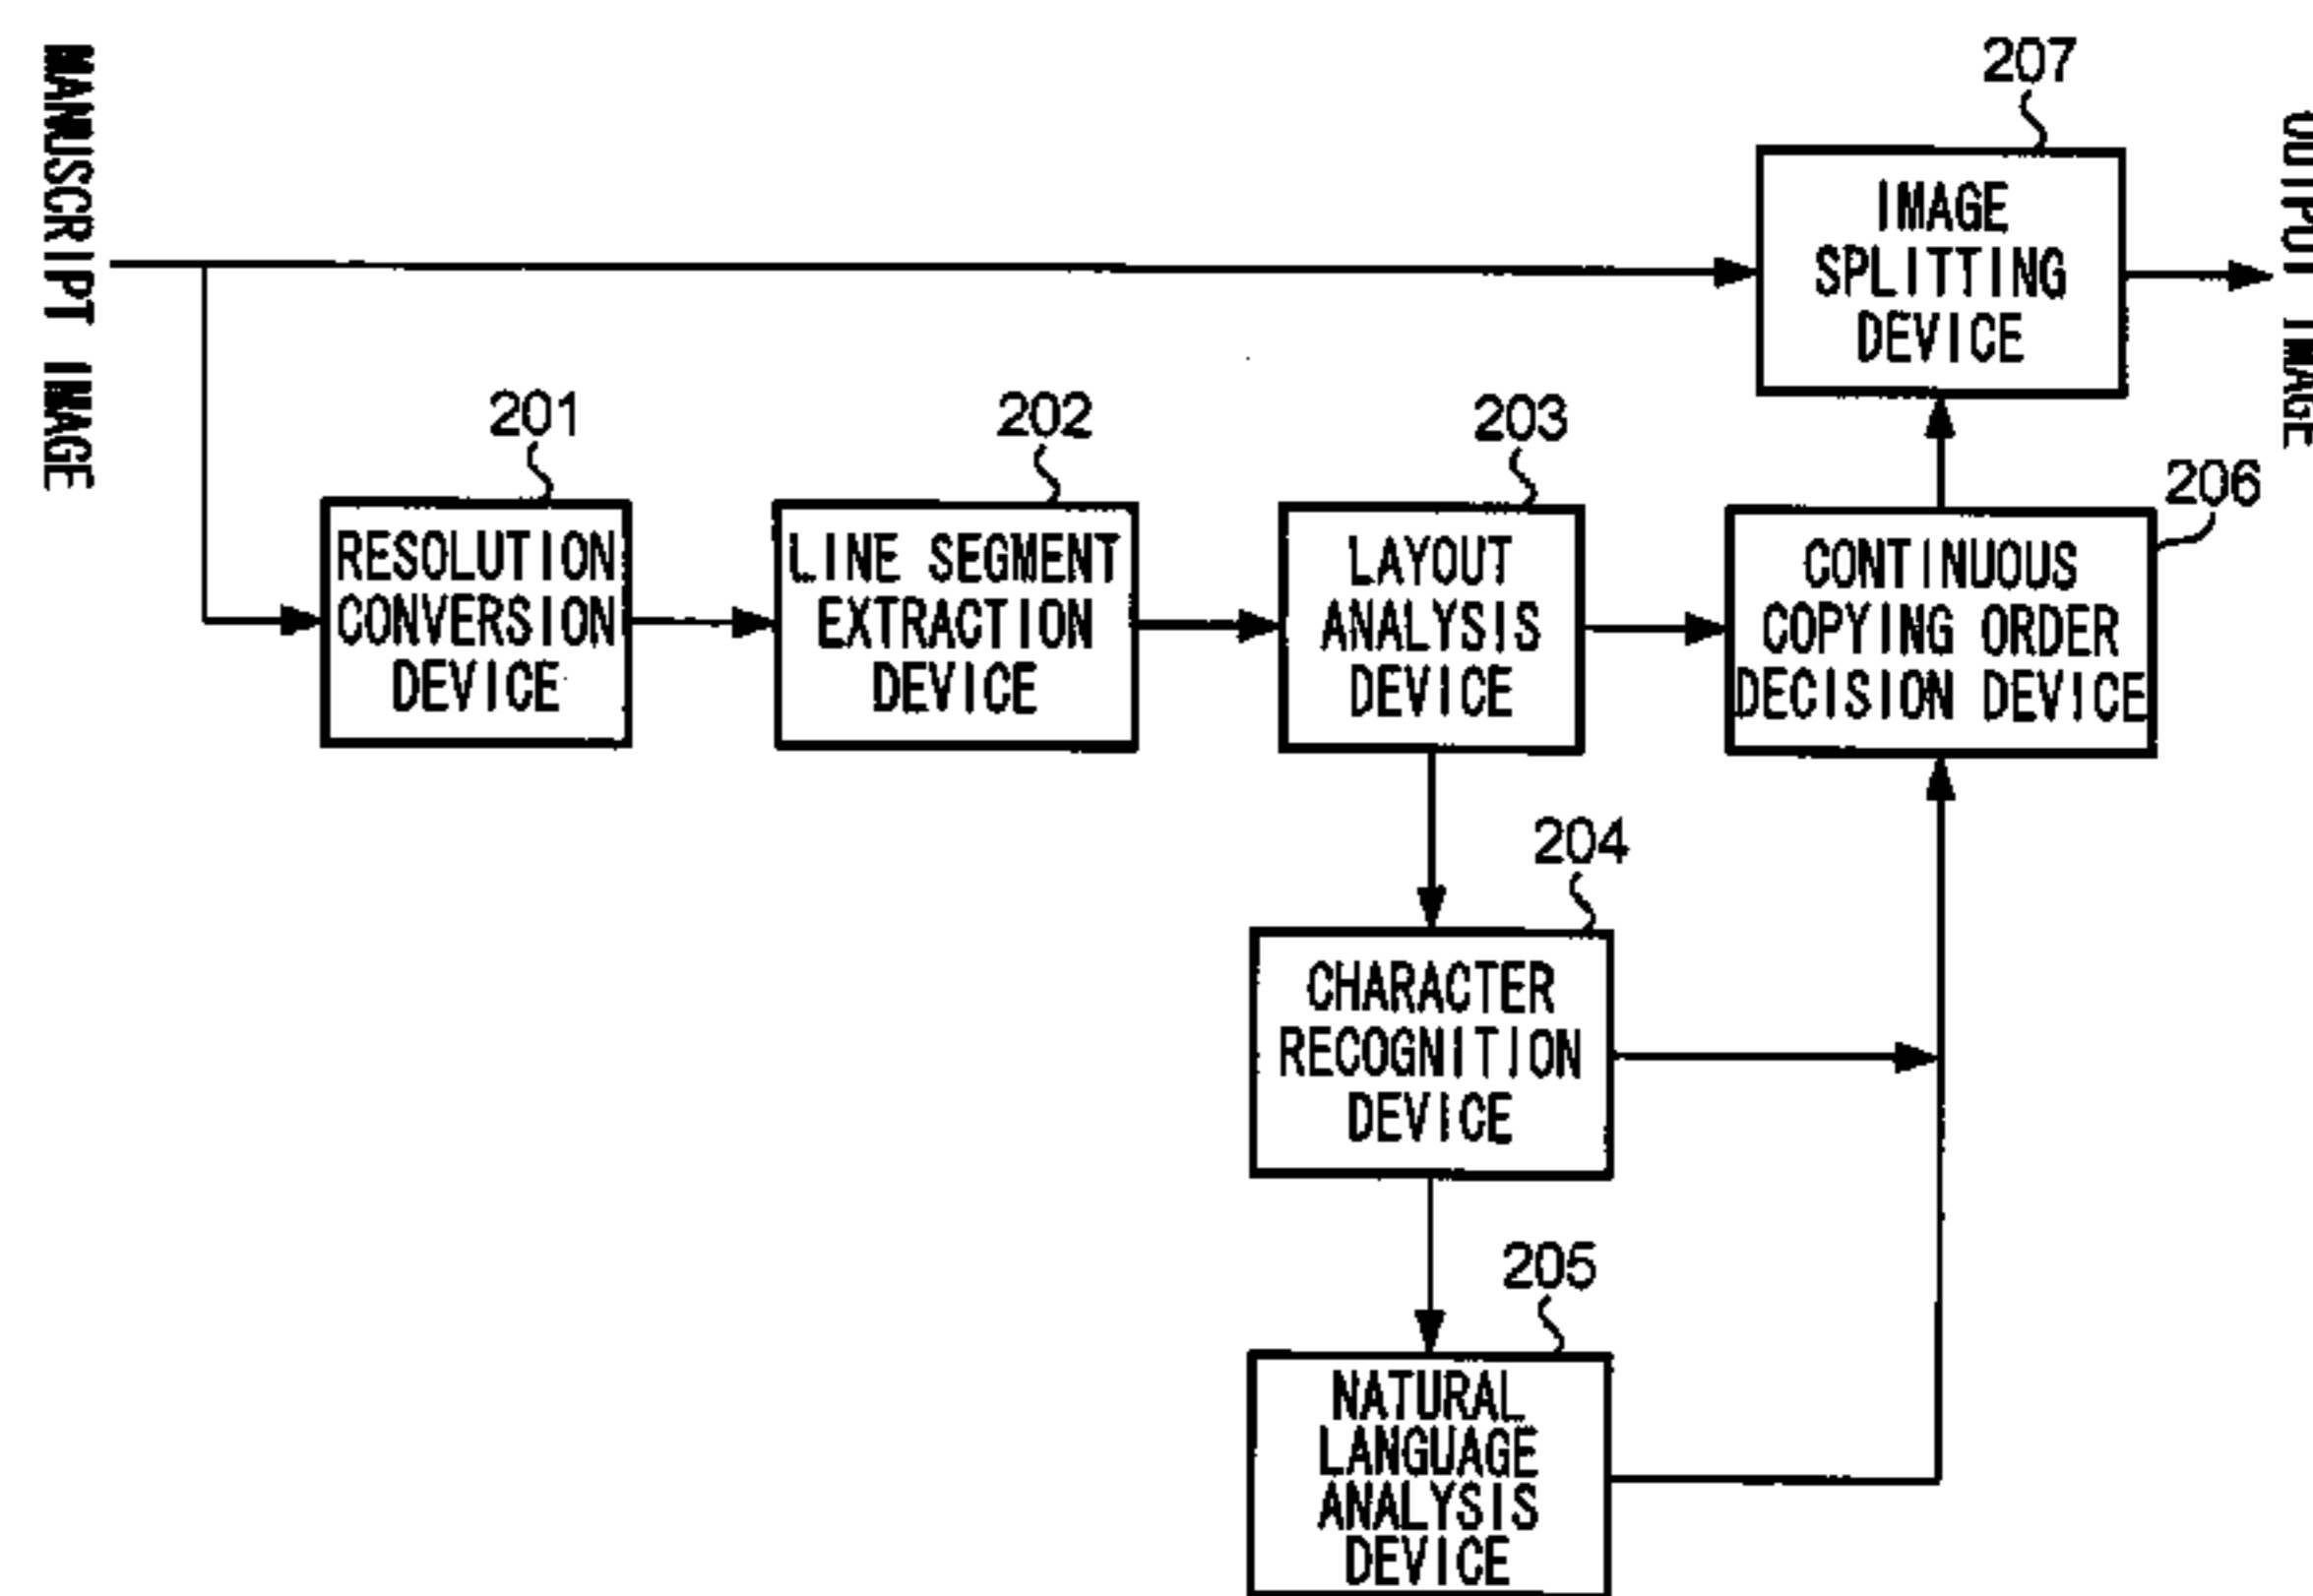 MANUSCRIPT IMAGE
207
IMAGE
SPLITTING
DEVICE
OUTPUT IMAGE
201
RESOLUTION
CONVERSION
DEVICE
202
LINE SEGMENT
EXTRACTION
DEVICE
203
LAYOUT
ANALYSIS
DEVICE
206
CONTINUOUS
COPYING ORDER
DECISION DEVICE
204
CHARACTER
RECOGNITION
DEVICE
205
NATURAL
LANGUAGE
ANALYSIS
DEVICE